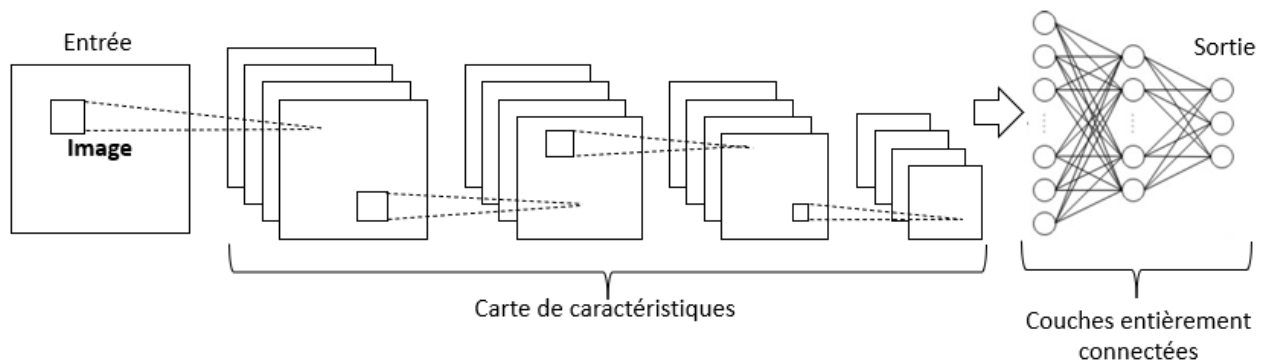 Entrée
Sortie
Image
Carte de caractéristiques
Couches entièrement
connectées